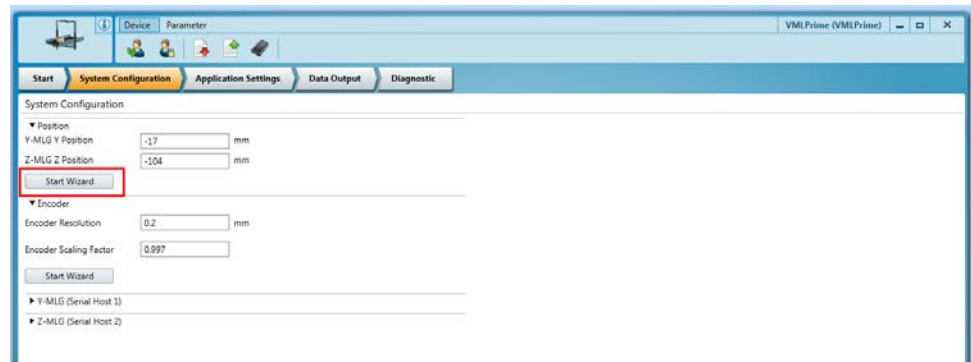 Device Parameter VMLPrime (VMLPrime)
Start System Configuration Application Settings Data Output Diagnostic
System Configuration
Position
Y-MLG Y Position -17 mm
Z-MLG Z Position -104 mm
Start Wizard
Encoder
Encoder Resolution 0.2 mm
Encoder Scaling Factor 0.997
Start Wizard
Y-MLG (Serial Host 1)
Z-MLG (Serial Host 2)